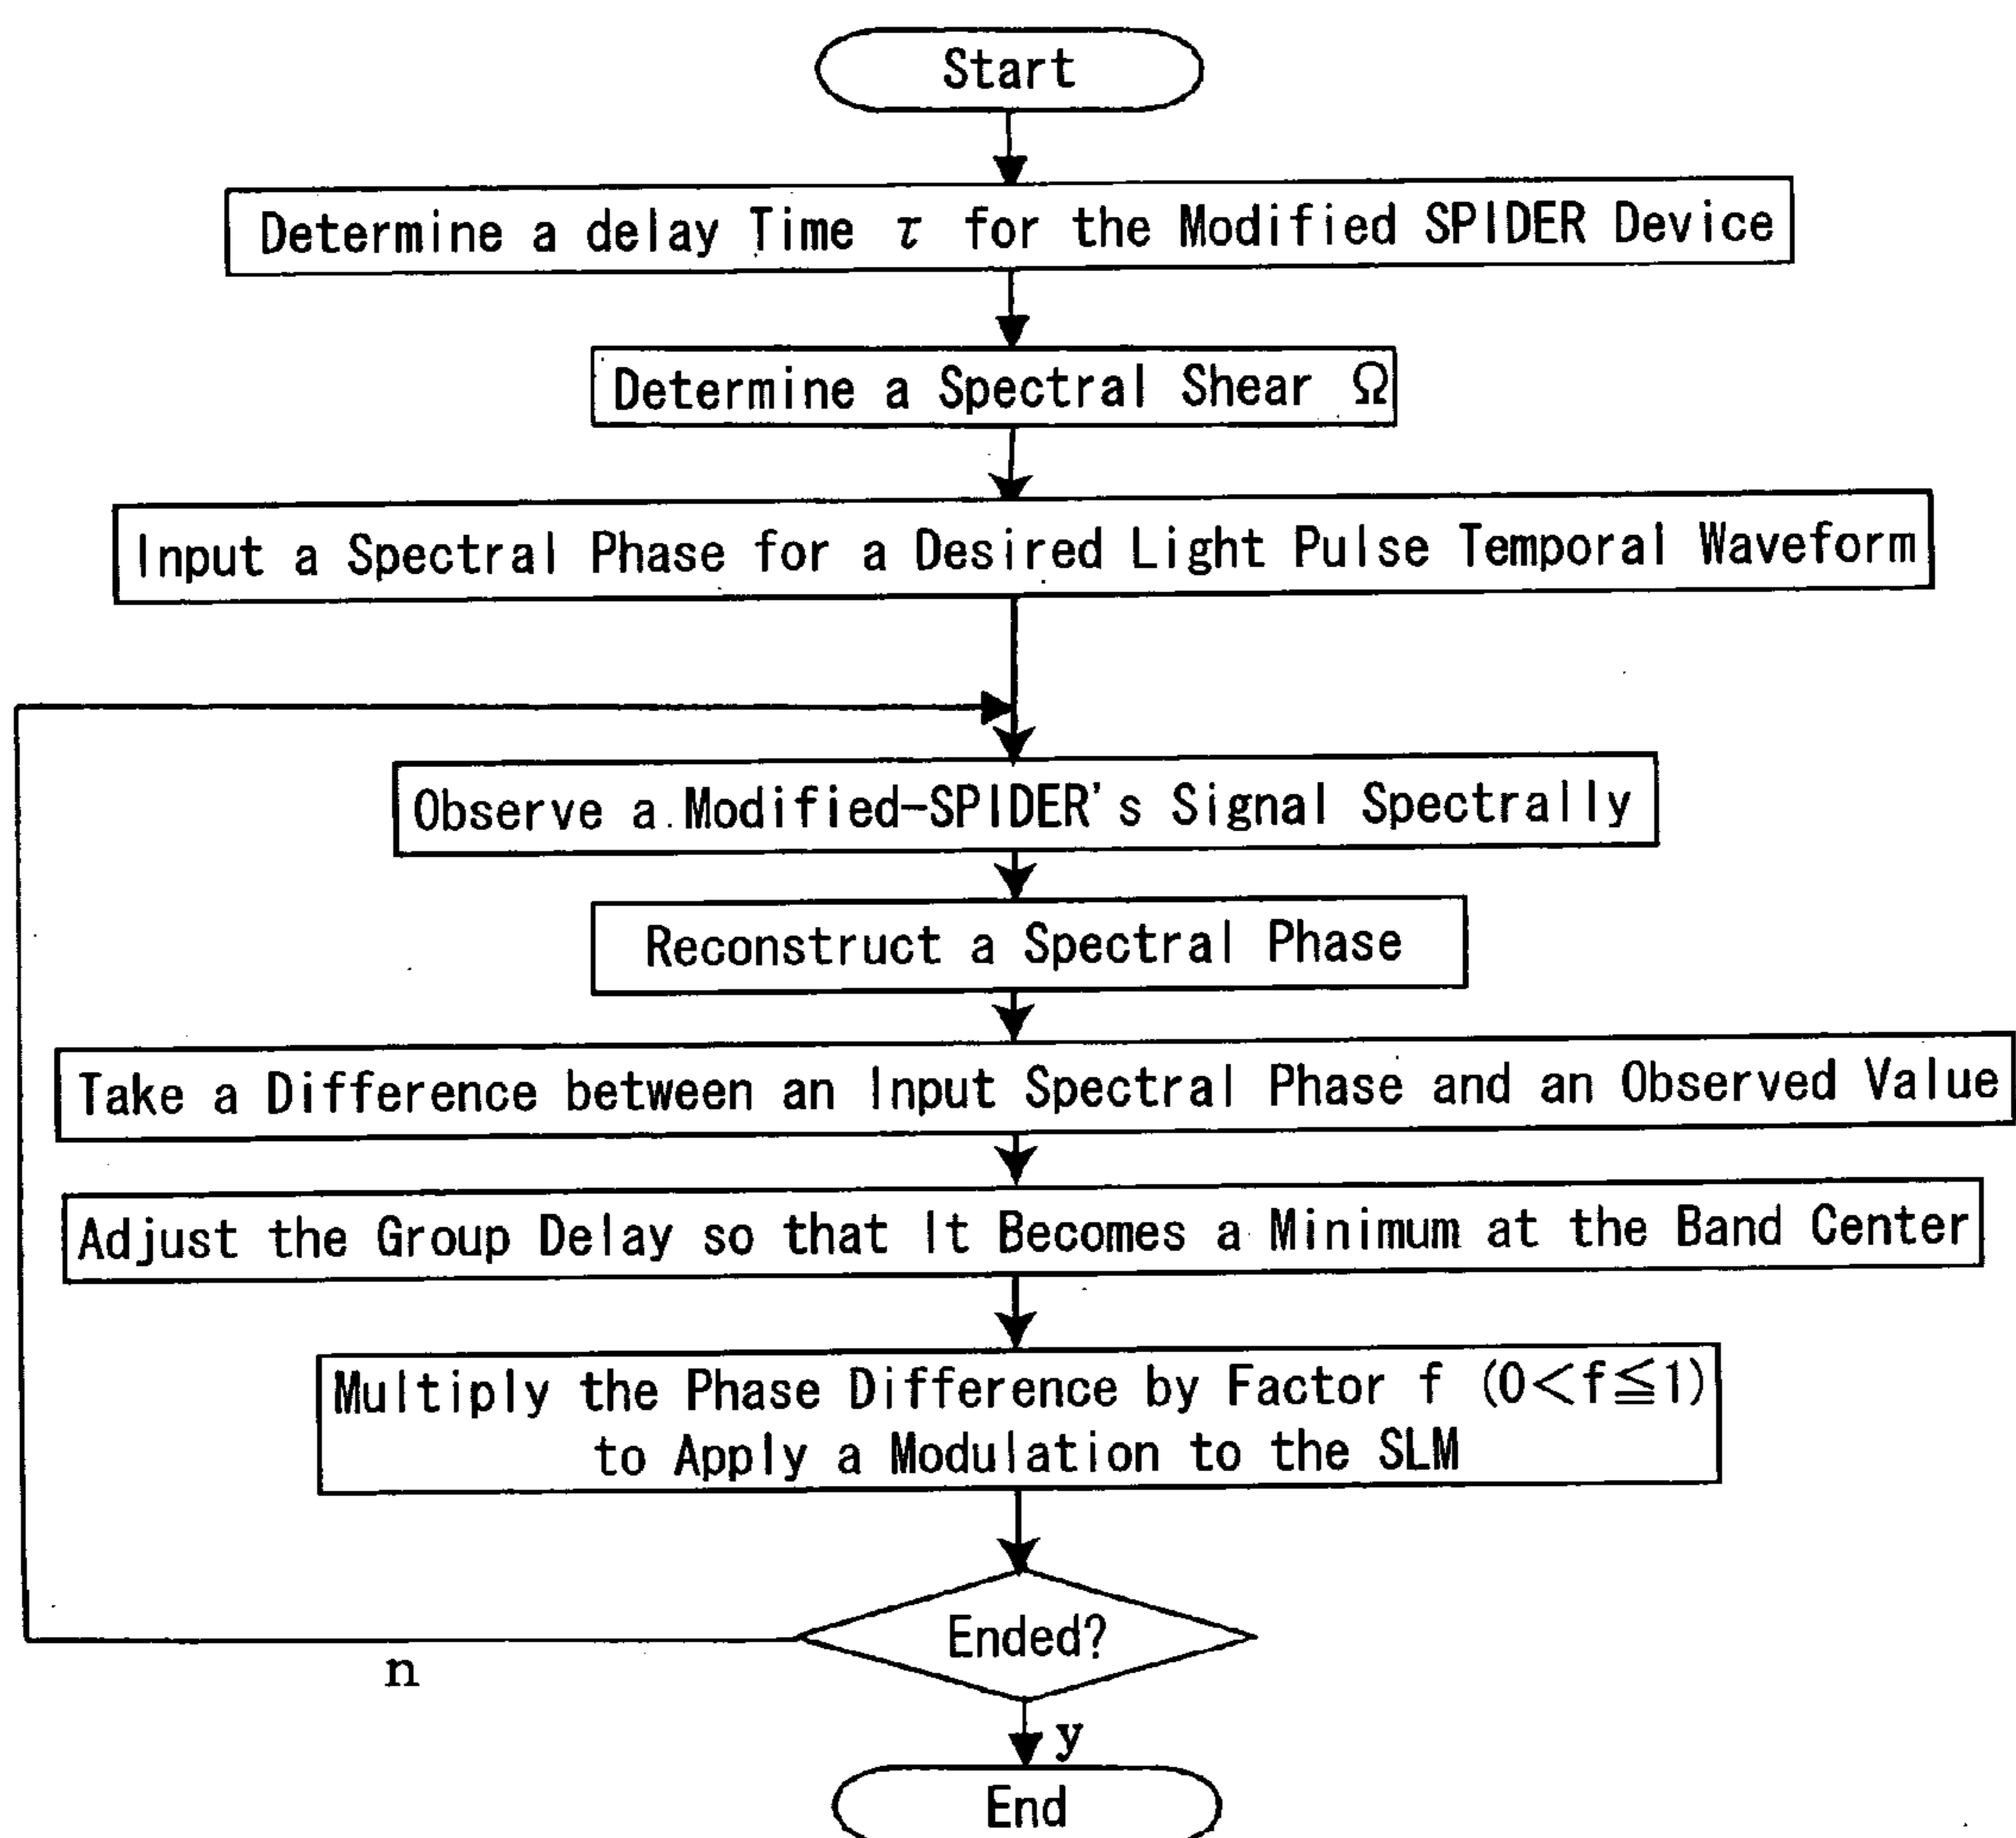 Start
Determine a delay Time τ for the Modified SPIDER Device
Determine a Spectral Shear Ω
Input a Spectral Phase for a Desired Light Pulse Temporal Waveform
Observe a Modified-SPIDER's Signal Spectrally
Reconstruct a Spectral Phase
Take a Difference between an Input Spectral Phase and an Observed Value
Adjust the Group Delay so that It Becomes a Minimum at the Band Center
Multiply the Phase Difference by Factor f (0<f≦1)
to Apply a Modulation to the SLM
Ended?
n
y
End